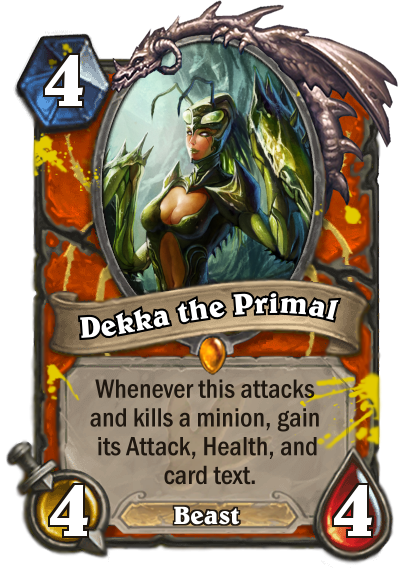 4
Dekka the Primal
Whenever this attacks
and kills a minion, gain
its Attack, Health, and
card text.
4
Beast
4